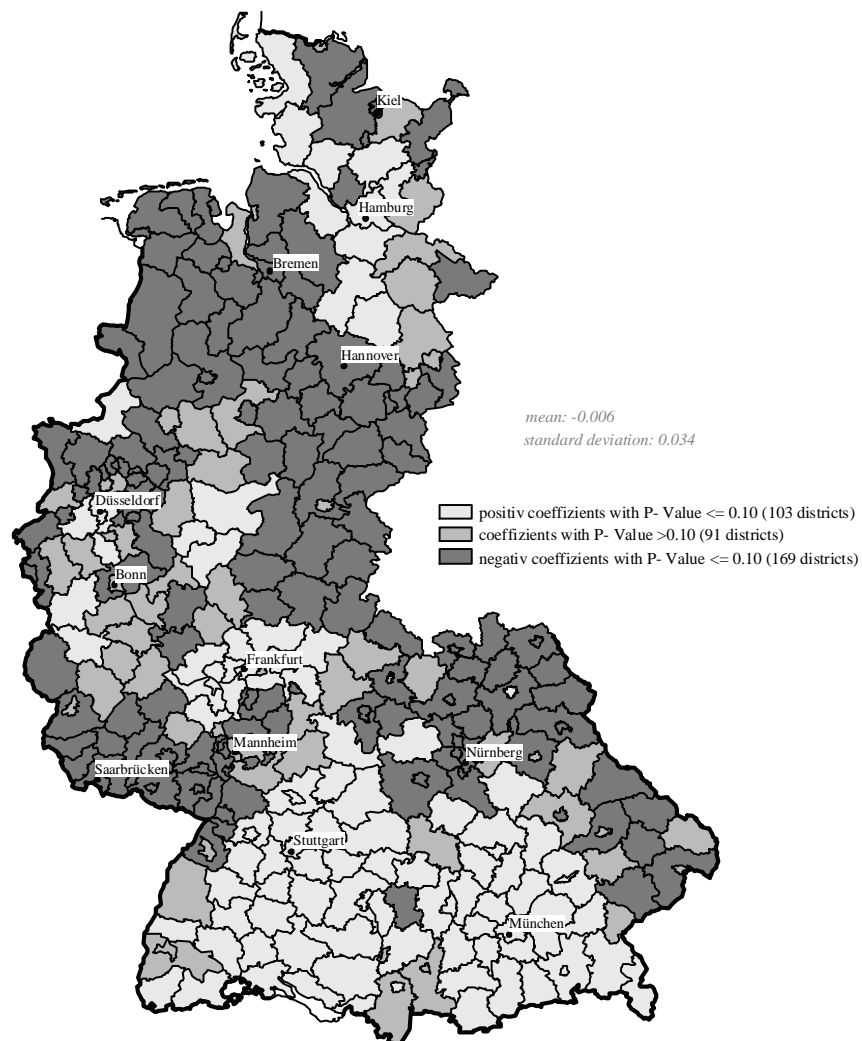 Kiel
Hamburg
Bremen
Hannover
mean: -0.006
standard deviation: 0.034
Düsseldorf
positiv coeffizients with P- Value <= 0.10 (103 districts)
coeffizients with P- Value >0.10 (91 districts)
negativ coeffizients with P- Value <= 0.10 (169 districts)
Bonn
Frankfurt
Mannheim
Nürnberg
Saarbrücken
Stuttgart
München